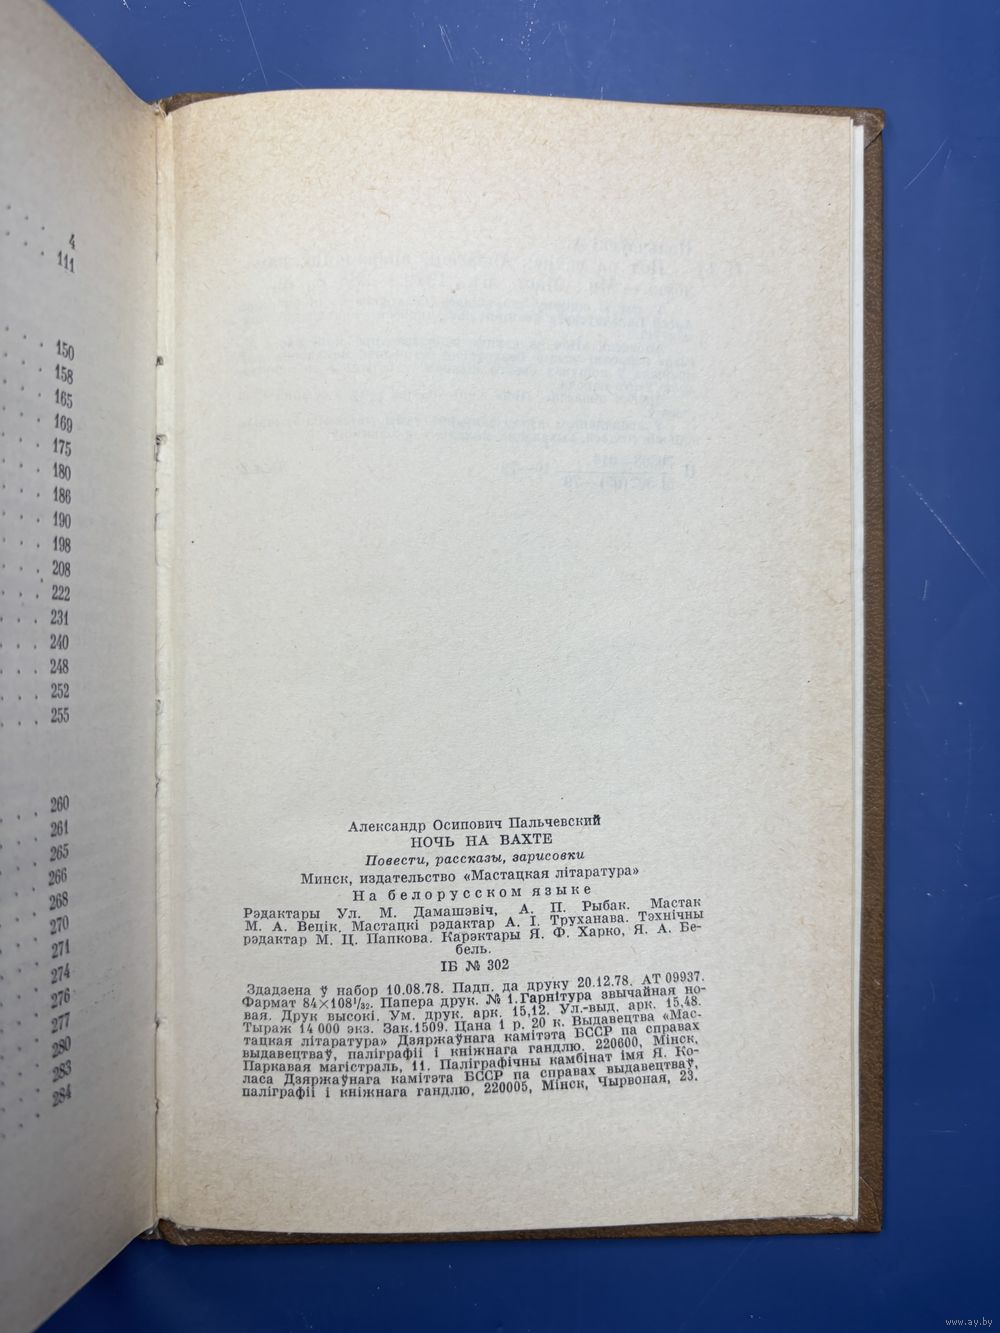 4
111
150
158
165
169
175
180
186
190
198
208
222
231
240
248
252
255
260
261
265
266
268
270
271
274
276
277
280
283
284
Александр Осипович Пальчевский
НОЧЬ НА ВАХТЕ
Повести, рассказы, зарисовки
Минск, издательство «Мастацкая літаратура»
На белорусском языке
Рэдактары Ул. М. Дамашэвіч, А. П. Рыбак. Мастак
М. А. Вецік. Мастацкі рэдактар А. І. Труханава. Тэхнічны
рэдактар М. Ц. Папкова. Карэктары Я. Ф. Харко, Я. А. Бе-
бель.
ІБ № 302
Здадзена ў набор 10.08.78. Падп. да друку 20.12.78. АТ 09937.
Фармат 84×108¹/₃₂. Папера друк. № 1. Гарнітура звычайная но-
вая. Друк высокі. Ум. друк. арк. 15,12. Ул.-выд. арк. 15,48.
Тыраж 14 000 экз. Зак. 1509. Цана 1 р. 20 к. Выдавецтва «Мас-
тацкая літаратура» Дзяржаўнага камітэта БССР па справах
выдавецтваў, паліграфіі і кніжнага гандлю. 220600, Мінск,
Паркавая магістраль, 11. Паліграфічны камбінат імя Я. Ко-
ласа Дзяржаўнага камітэта БССР па справах выдавецтваў,
паліграфіі і кніжнага гандлю, 220005, Мінск, Чырвоная, 23.
www.ay.by